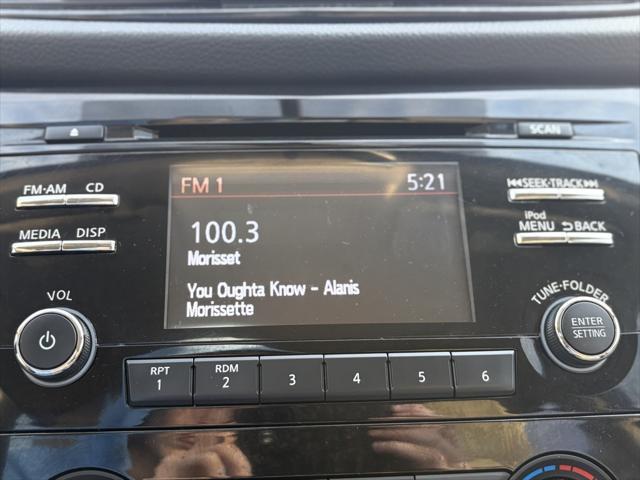 SCAN
FM·AM CD
FM 1 5:21
SEEK·TRACK
100.3
Morisset
iPod
MENU BACK
MEDIA DISP
You Oughta Know - Alanis
Morissette
VOL
TUNE·FOLDER
ENTER
SETTING
RPT
1
RDM
2
3
4
5
6